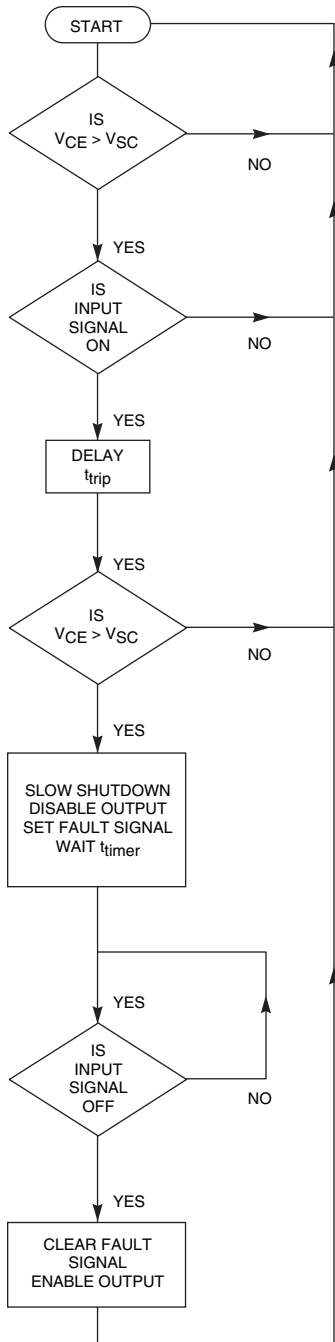 START
IS
VCE > VSC
NO
YES
IS
INPUT
SIGNAL
ON
NO
YES
DELAY
ttrip
YES
IS
VCE > VSC
NO
YES
SLOW SHUTDOWN
DISABLE OUTPUT
SET FAULT SIGNAL
WAIT ttimer
YES
IS
INPUT
SIGNAL
OFF
NO
YES
CLEAR FAULT
SIGNAL
ENABLE OUTPUT